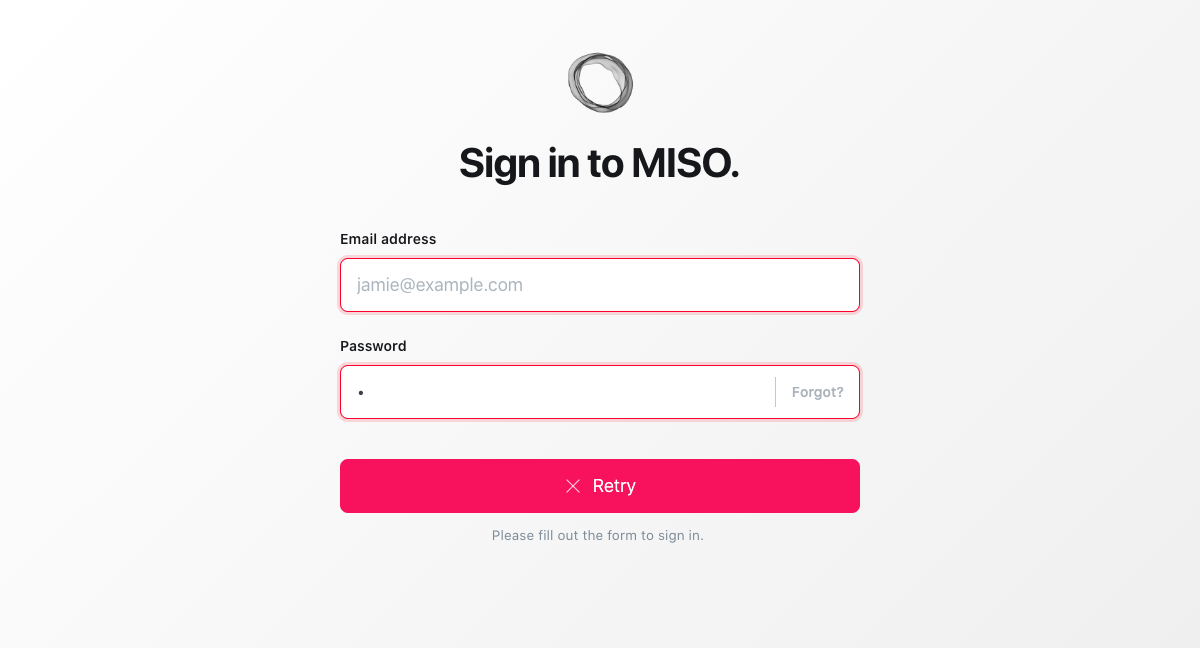 Sign in to MISO.
Email address
jamie@example.com
Password
•
Forgot?
Retry
Please fill out the form to sign in.